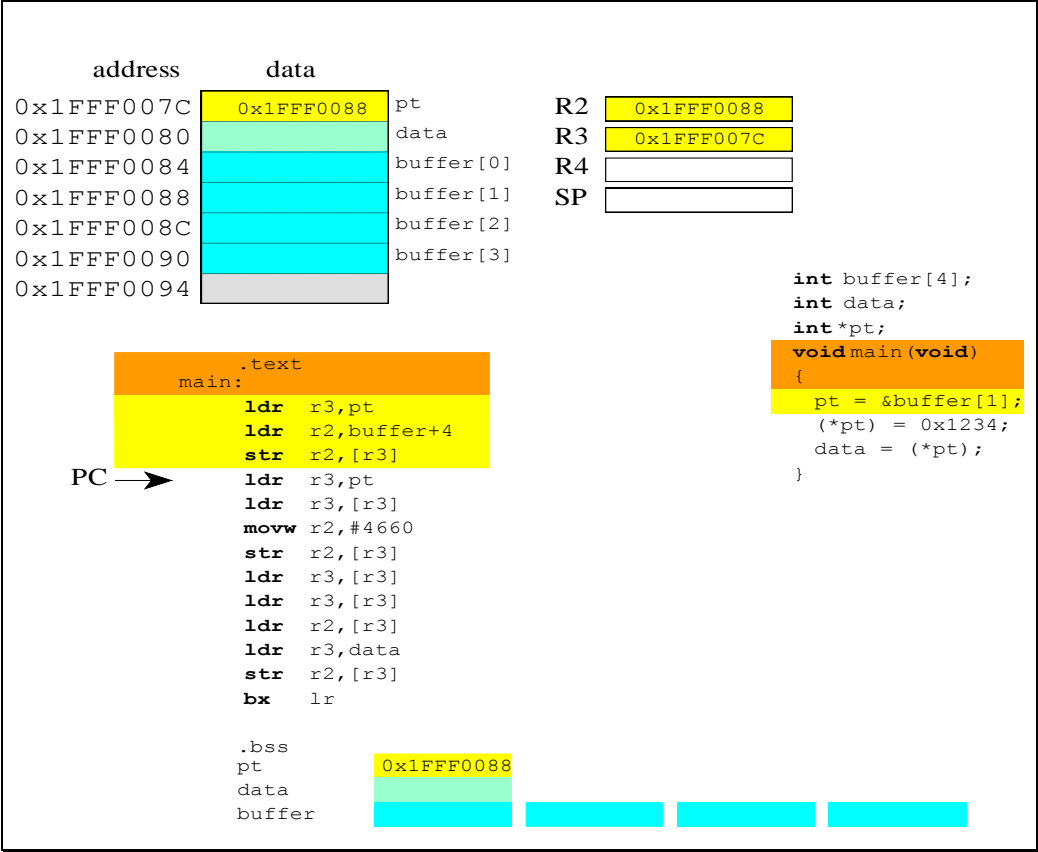 address data
0x1FFF007C 0x1FFF0088 pt R2 0x1FFF0088
0x1FFF0080 data R3 0x1FFF007C
0x1FFF0084 buffer[0] R4
0x1FFF0088 buffer[1] SP
0x1FFF008C buffer[2]
0x1FFF0090 buffer[3]
0x1FFF0094
int buffer[4];
int data;
int *pt;
void main(void)
{
pt = &buffer[1];
(*pt) = 0x1234;
data = (*pt);
}
.text
main:
ldr r3,pt
ldr r2,buffer+4
str r2,[r3]
PC ldr r3,pt
ldr r3,[r3]
movw r2,#4660
str r2,[r3]
ldr r3,[r3]
ldr r3,[r3]
ldr r2,[r3]
ldr r3,data
str r2,[r3]
bx lr
.bss
pt 0x1FFF0088
data
buffer